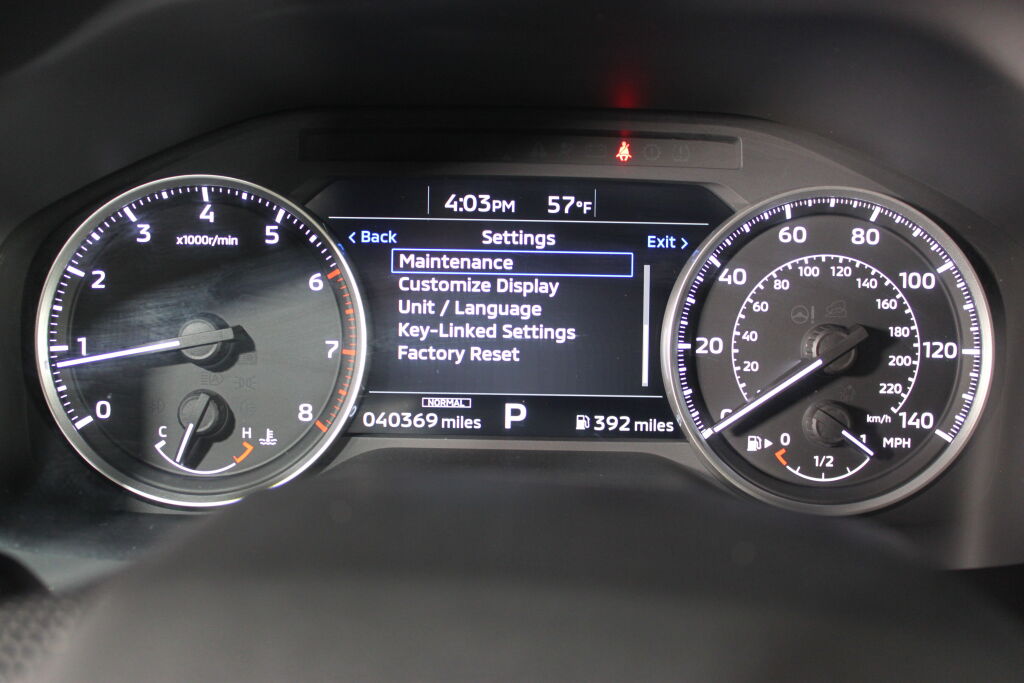 4:03PM 57°F
< Back Settings Exit >
Maintenance
Customize Display
Unit / Language
Key-Linked Settings
Factory Reset
NORMAL
040369 miles P 392 miles
x1000r/min
0 1 2 3 4 5 6 7 8
C H
20 40 60 80 100 120 140
MPH
20 40 60 80 100 120 140 160 180 200 220
km/h
0 1/2 1